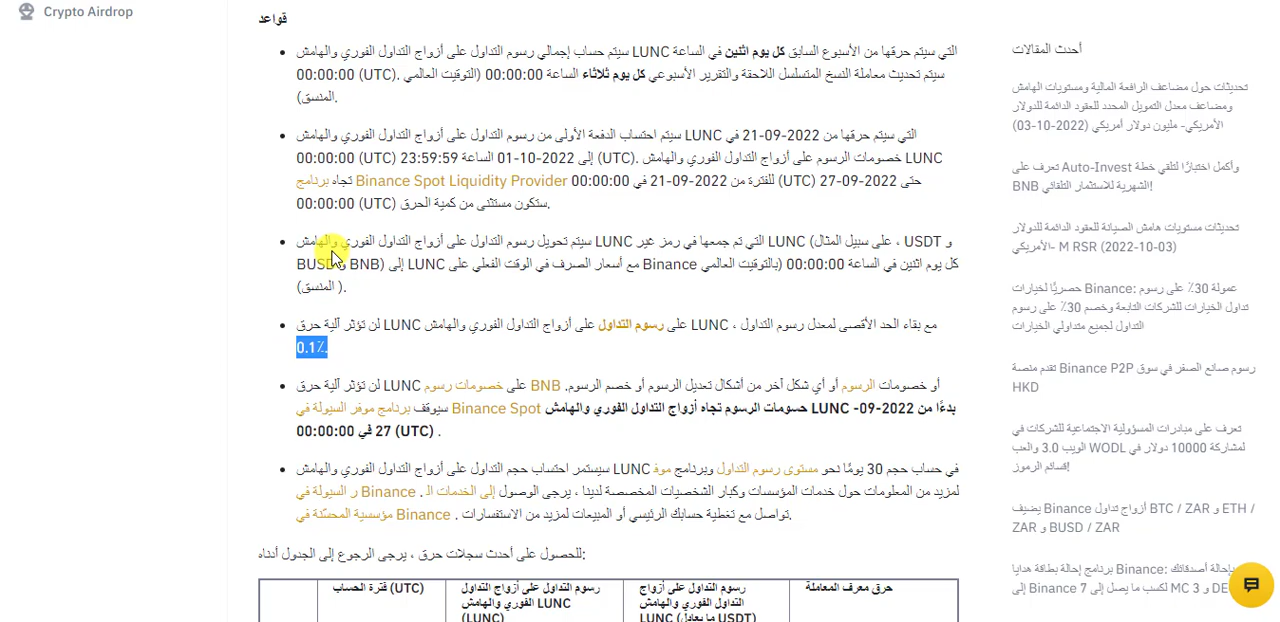 Crypto Airdrop
قواعد
التي سيتم حرقها من الأسبوع السابق كل يوم اثنين في الساعة LUNC سيتم حساب إجمالي رسوم التداول على أزواج التداول الفوري والهامش
00:00:00 (UTC). سيتم تحديث معاملة النسخ المتسلسل اللاحقة والتقرير الأسبوعي كل يوم ثلاثاء الساعة 00:00:00 (التوقيت العالمي
المنسق).
التي سيتم حرقها من 2022-09-21 في LUNC سيتم احتساب الدفعة الأولى من رسوم التداول على أزواج التداول الفوري والهامش
00:00:00 (UTC) إلى 2022-10-01 الساعة 23:59:59 (UTC). خصومات الرسوم على أزواج التداول الفوري والهامش LUNC
تجاه برنامج Binance Spot Liquidity Provider للفترة من 2022-09-21 في 00:00:00 (UTC) حتى 2022-09-27
00:00:00 (UTC) ستكون مستثنى من كمية الحرق.
سيتم تحويل رسوم التداول على أزواج التداول الفوري والهامش LUNC التي تم جمعها في رمز غير LUNC (على سبيل المثال ، USDT و
BUSD و BNB) إلى LUNC مع أسعار الصرف في الوقت الفعلي على Binance كل يوم اثنين في الساعة 00:00:00 (بالتوقيت العالمي
المنسق ).
لن تؤثر آلية حرق LUNC على رسوم التداول على أزواج التداول الفوري والهامش LUNC ، مع بقاء الحد الأقصى لمعدل رسوم التداول
0.1٪.
لن تؤثر آلية حرق LUNC على خصومات رسوم BNB أو خصومات الرسوم أو أي شكل آخر من أشكال تعديل الرسوم أو خصم الرسوم.
سيوقف برنامج موفر السيولة في Binance Spot حسومات الرسوم تجاه أزواج التداول الفوري والهامش LUNC بدءًا من 2022-09-
27 في 00:00:00 (UTC) .
سيستمر احتساب حجم التداول على أزواج التداول الفوري والهامش LUNC في حساب حجم 30 يومًا نحو مستوى رسوم التداول وبرنامج موف
ر السيولة في Binance . لمزيد من المعلومات حول خدمات المؤسسات وكبار الشخصيات المخصصة لدينا ، يرجى الوصول إلى الخدمات ال
مؤسسية المحسّنة في Binance . تواصل مع تغطية حسابك الرئيسي أو المبيعات لمزيد من الاستفسارات.
للحصول على أحدث سجلات حرق ، يرجى الرجوع إلى الجدول أدناه:
فترة الحساب (UTC)
رسوم التداول على أزواج التداول
الفوري والهامش LUNC
(LUNC)
رسوم التداول على أزواج
التداول الفوري والهامش
LUNC (ما يعادل USDT)
حرق معرف المعاملة
أحدث المقالات
تحديثات حول مضاعف الرافعة المالية ومستويات الهامش
ومضاعف معدل التمويل المحدد للعقود الدائمة للدولار
الأمريكي- مليون دولار أمريكي (2022-10-03)
تعرف على Auto-Invest وأكمل اختبارًا لتلقي خطة
BNB الشهرية للاستثمار التلقائي!
تحديثات مستويات هامش الصيانة للعقود الدائمة للدولار
الأمريكي- M RSR (2022-10-03)
حصريًا لخيارات Binance: عمولة 30٪ على رسوم
تداول الخيارات للشركات التابعة وخصم 30٪ على رسوم
التداول لجميع متداولي الخيارات
تقدم منصة Binance P2P رسوم صانع الصفر في سوق
HKD
تعرف على مبادرات المسؤولية الاجتماعية للشركات في
الويب 3.0 والعب WODL لمشاركة 10000 دولار في
قسائم الرموز!
يضيف Binance أزواج تداول BTC / ZAR و ETH /
ZAR و BUSD / ZAR
برنامج إحالة بطاقة هدايا Binance: بإحالة أصدقائك
لكسب ما يصل إلى 7 Binance MC 3 و DE